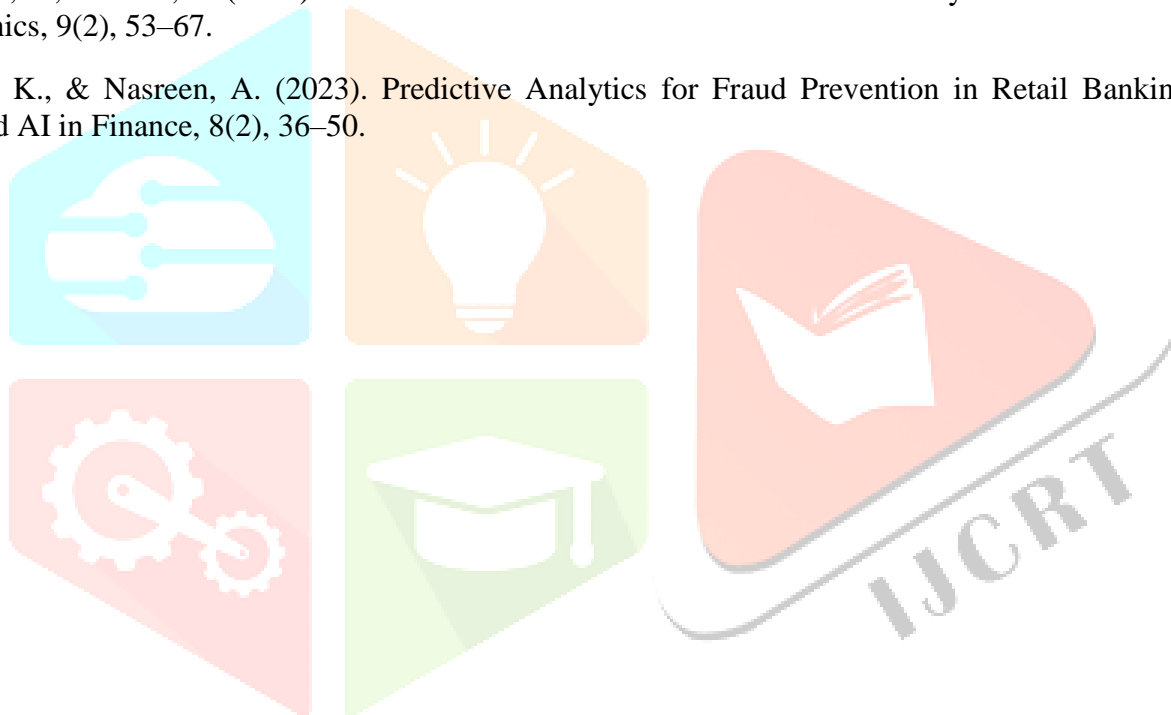 nics, 9(2), 53–67.
K., & Nasreen, A. (2023). Predictive Analytics for Fraud Prevention in Retail Bankin
d AI in Finance, 8(2), 36–50.
IJCRT